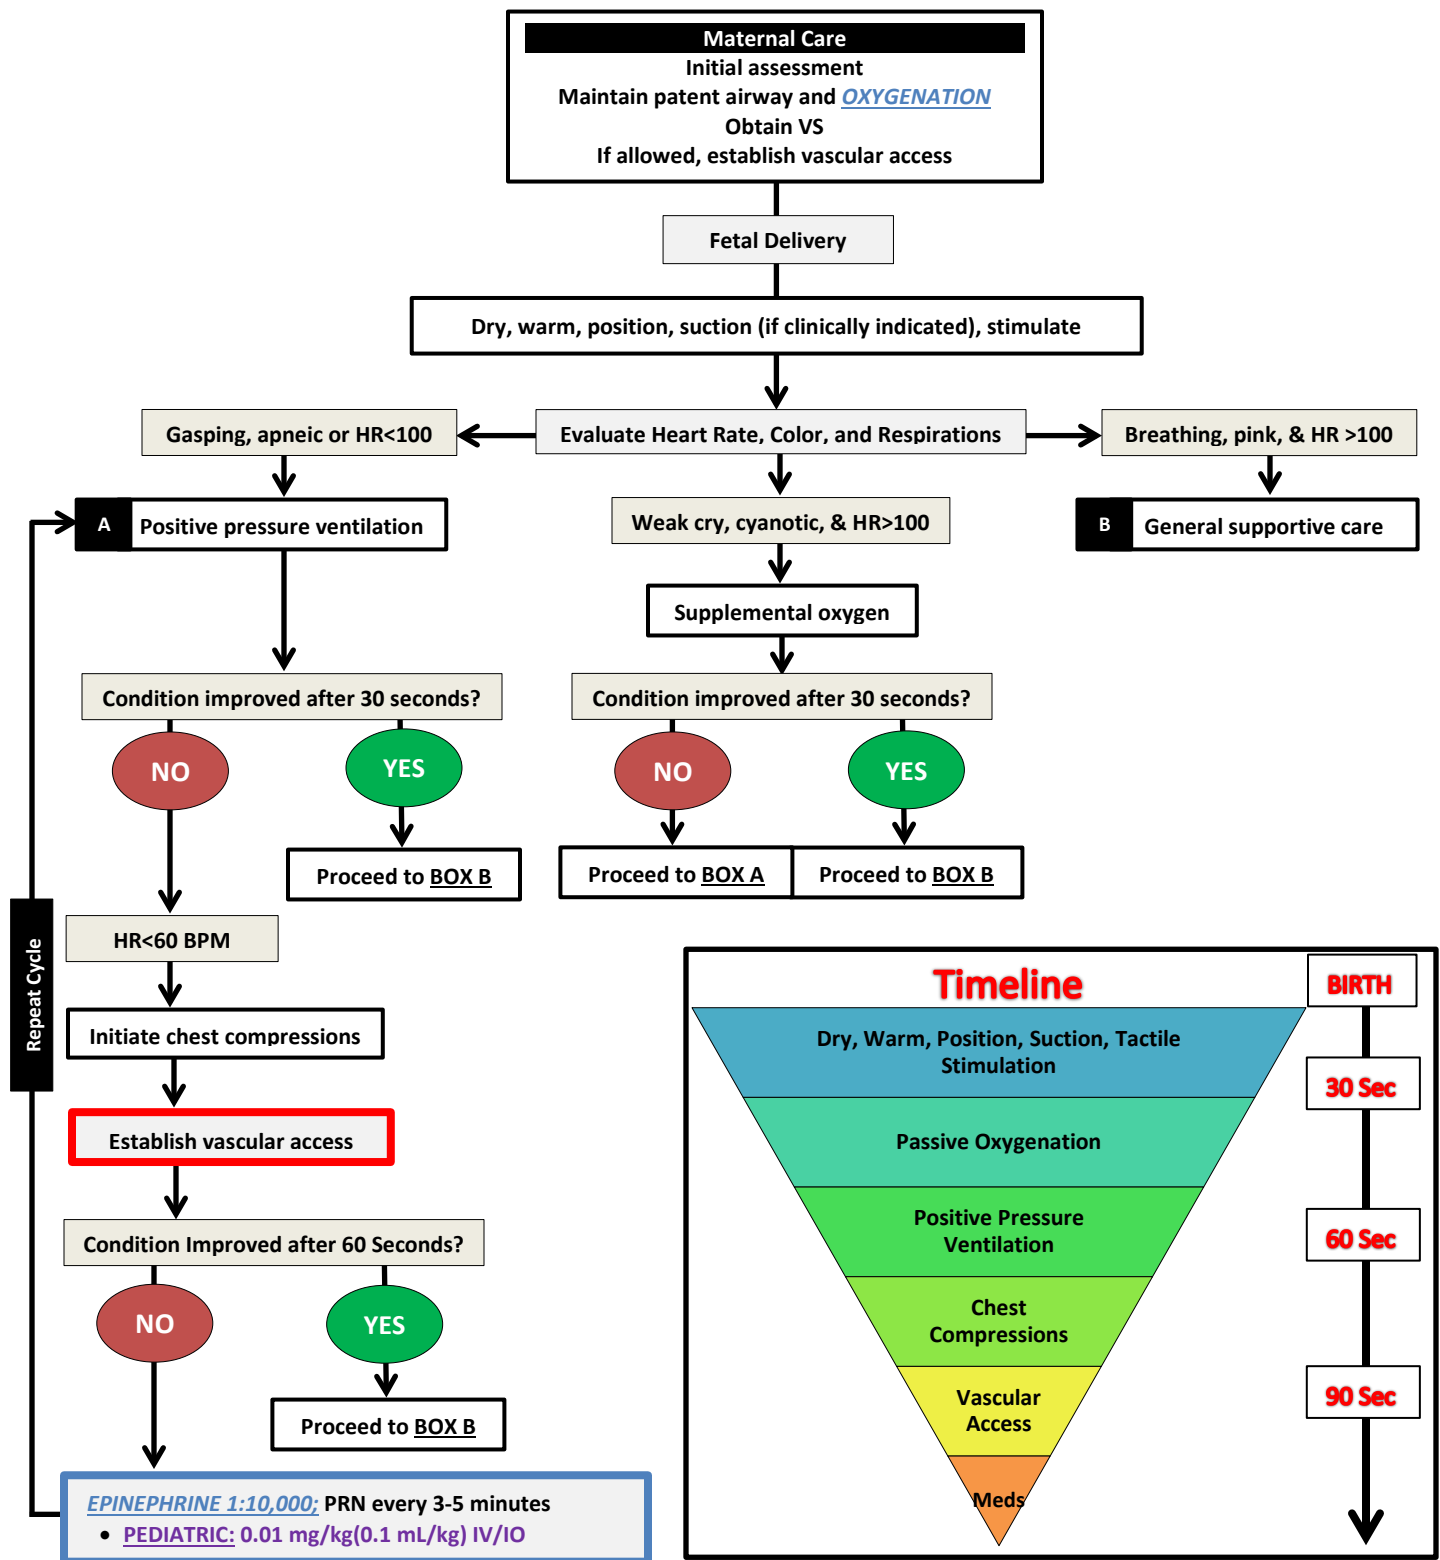 Maternal Care
Initial assessment
Maintain patent airway and OXYGENATION
Obtain VS
If allowed, establish vascular access
Fetal Delivery
Dry, warm, position, suction (if clinically indicated), stimulate
Gasping, apneic or HR<100
Evaluate Heart Rate, Color, and Respirations
Breathing, pink, & HR >100
A
Positive pressure ventilation
Weak cry, cyanotic, & HR>100
B
General supportive care
Supplemental oxygen
Condition improved after 30 seconds?
Condition improved after 30 seconds?
NO
YES
NO
YES
Proceed to BOX B
Proceed to BOX A
Proceed to BOX B
Repeat Cycle
HR<60 BPM
Initiate chest compressions
Establish vascular access
Condition Improved after 60 Seconds?
NO
YES
Proceed to BOX B
EPINEPHRINE 1:10,000; PRN every 3-5 minutes
• PEDIATRIC: 0.01 mg/kg(0.1 mL/kg) IV/IO
Timeline
BIRTH
Dry, Warm, Position, Suction, Tactile
Stimulation
30 Sec
Passive Oxygenation
Positive Pressure
Ventilation
60 Sec
Chest
Compressions
Vascular
Access
90 Sec
Meds